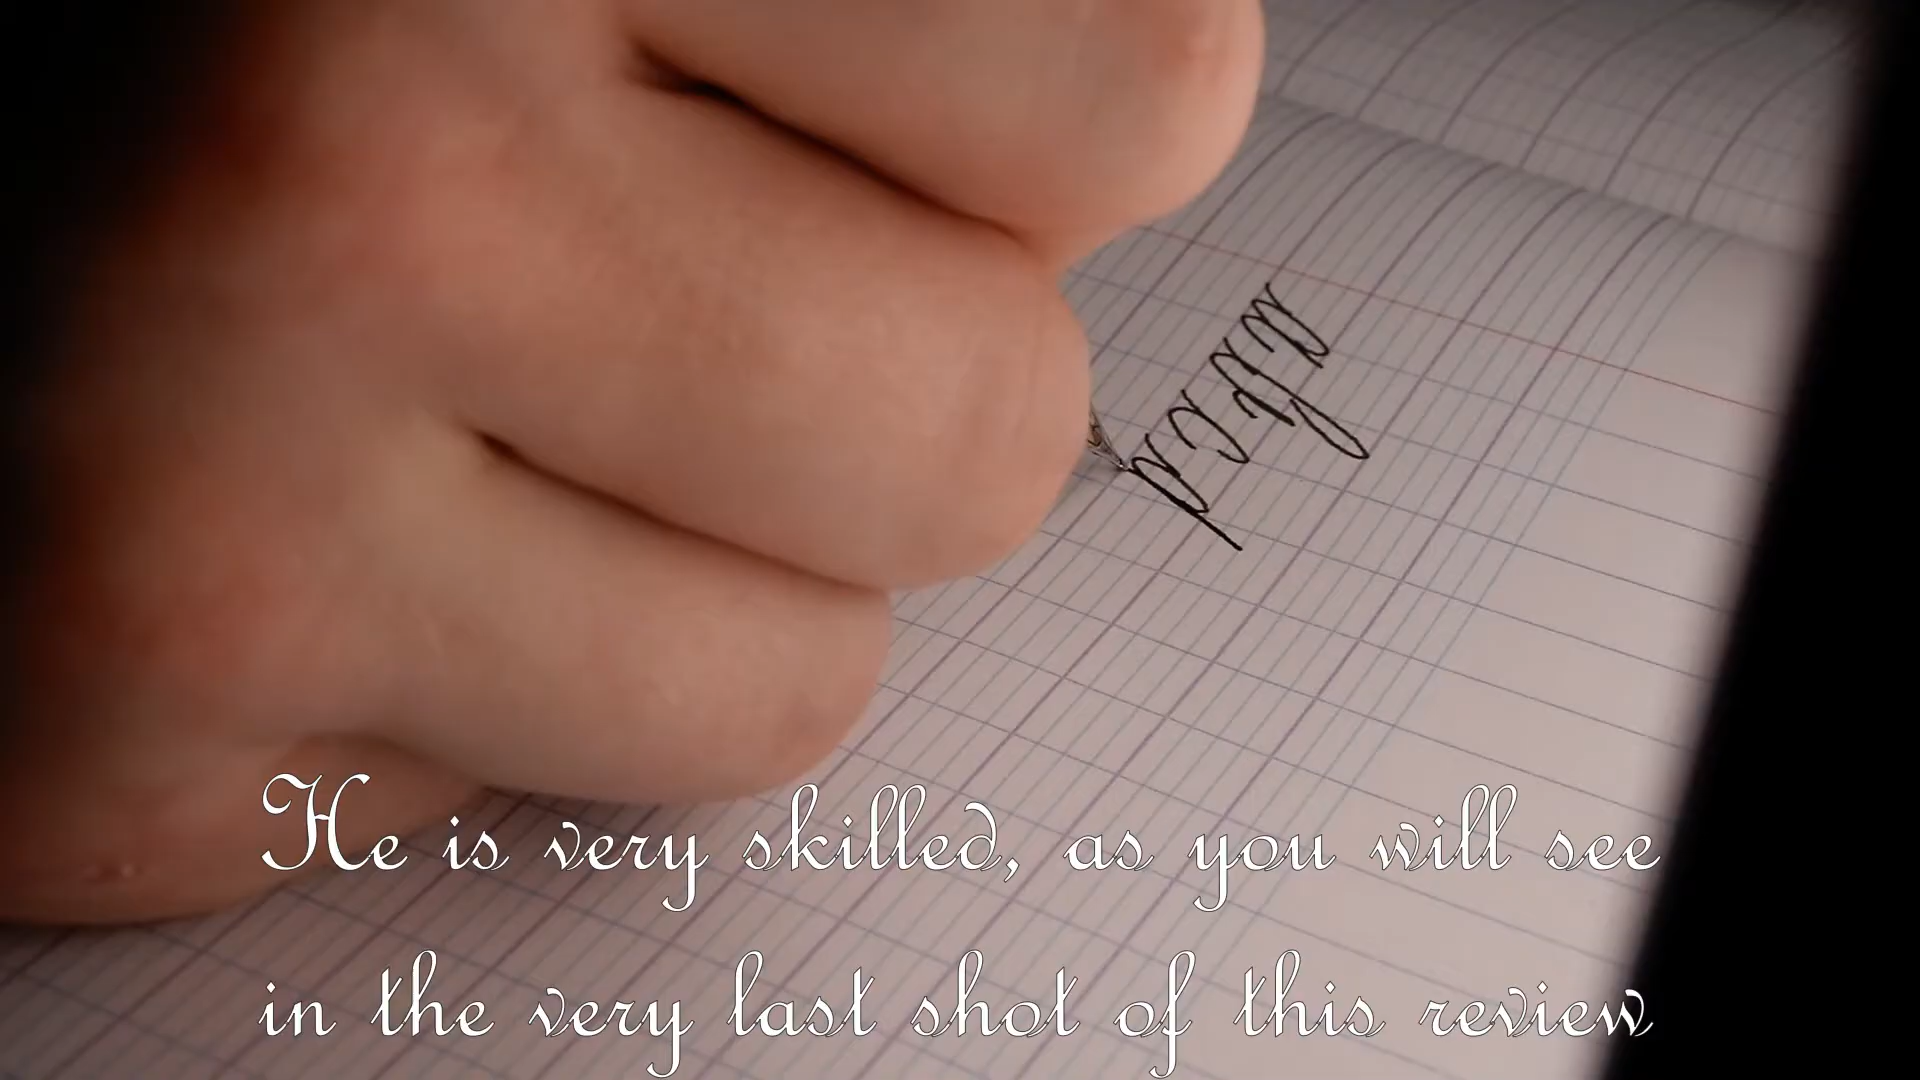 He is very skilled, as you will see
in the very last shot of this review